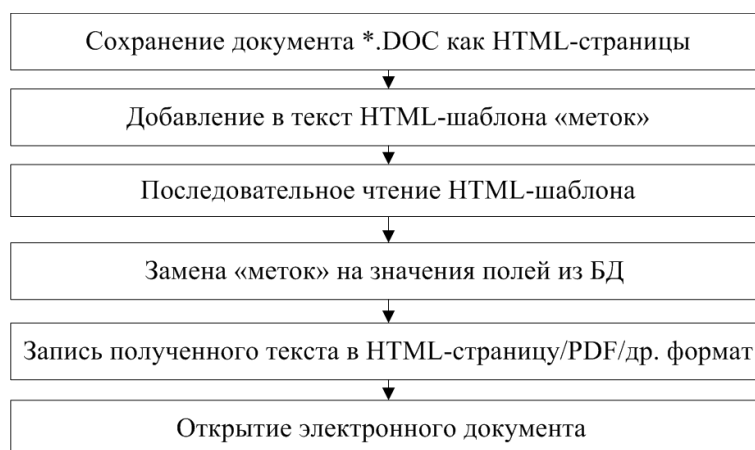 Сохранение документа *.DOC как HTML-страницы
Добавление в текст HTML-шаблона «меток»
Последовательное чтение HTML-шаблона
Замена «меток» на значения полей из БД
Запись полученного текста в HTML-страницу/PDF/др. формат
Открытие электронного документа